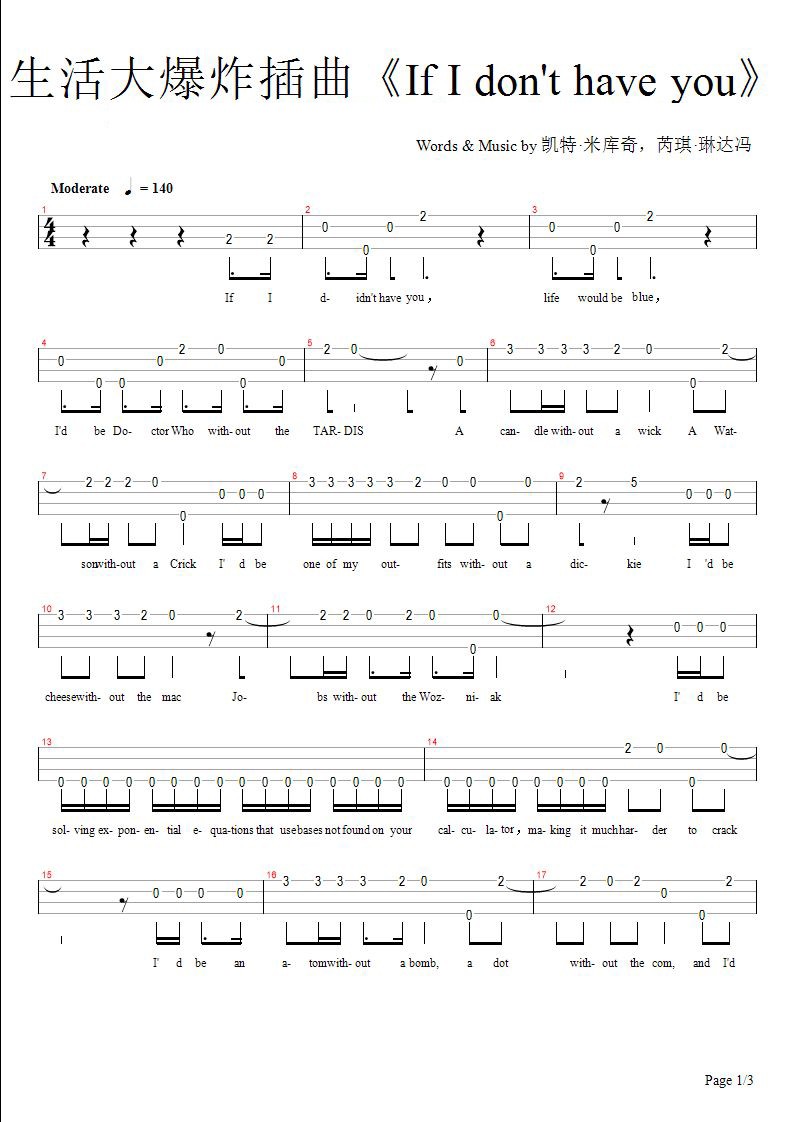 生活大爆炸插曲《If I don't have you》
Words & Music by 凯特·米库奇，芮琪·琳达冯
Moderate ♩ = 140
1 2 3
4 4 2 2 0 0 0 2 0 0 0 2
If I d- idn't have you， life would be blue，
4 5 6
0 0 0 0 2 0 0 0 2 0 0 3 3 3 3 2 0 0 2
I'd be Do- ctor Who with- out the TAR- DIS A can- dle with- out a wick A Wat-
7 8 9
2 2 2 0 0 0 0 0 3 3 3 3 3 2 0 0 0 0 2 5 0 0 0
son with- out a Crick I' d be one of my out- fits with- out a dic- kie I 'd be
10 11 12
3 3 3 2 0 2 2 2 0 2 0 0 0 0 0 0
cheese with- out the mac Jo- bs with- out the Woz- ni- ak I' d be
13 14
0 0 0 0 0 0 0 0 0 0 0 0 0 0 0 0 0 0 0 0 0 0 0 0 2 0 0 0
sol- ving ex- pon- en- tial e- qua tions that use bases not found on your cal- cu- la- tor， ma- king it much har- der to crack
15 16 17
0 0 0 0 3 3 3 3 2 0 0 2 2 0 2 0 0 2
I' d be an a- tom with- out a bomb, a dot with- out the com, and I'd
Page 1/3